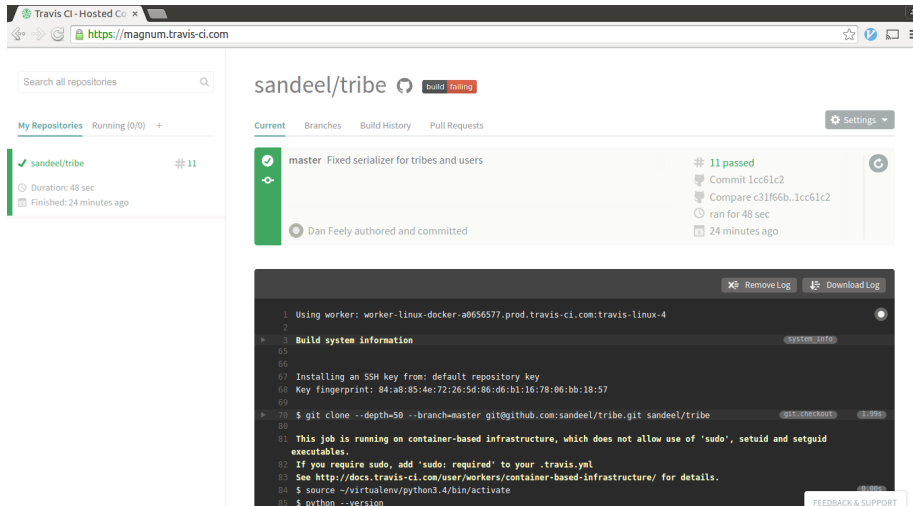 Travis CI - Hosted Co
https://magnum.travis-ci.com
Search all repositories
My Repositories Running (0/0) +
sandeel/tribe # 11
Duration: 48 sec
Finished: 24 minutes ago
sandeel/tribe build failing
Current Branches Build History Pull Requests
Settings
master Fixed serializer for tribes and users
# 11 passed
Commit 1cc61c2
Compare c31f66b..1cc61c2
ran for 48 sec
24 minutes ago
Dan Feely authored and committed
Remove Log Download Log
1 Using worker: worker-linux-docker-a0656577.prod.travis-ci.com:travis-linux-4
2
3 Build system information system_info
65
66
67 Installing an SSH key from: default repository key
68 Key fingerprint: 84:a8:85:4e:72:26:5d:86:d6:b1:16:78:06:bb:18:57
69
70 $ git clone --depth=50 --branch=master git@github.com:sandeel/tribe.git sandeel/tribe git.checkout 1.99s
80
81 This job is running on container-based infrastructure, which does not allow use of 'sudo', setuid and setguid
executables.
82 If you require sudo, add 'sudo: required' to your .travis.yml
83 See http://docs.travis-ci.com/user/workers/container-based-infrastructure/ for details.
84 $ source ~/virtualenv/python3.4/bin/activate 0.00s
85 $ python --version
FEEDBACK & SUPPORT